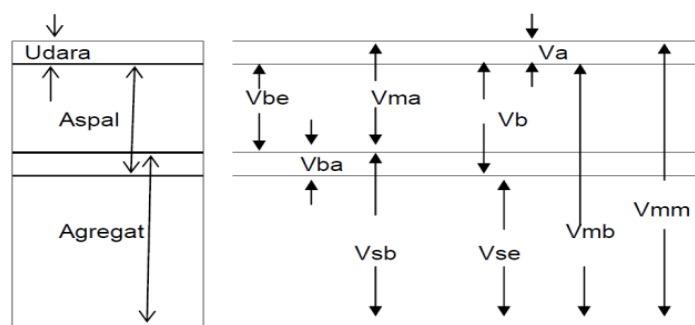 Udara
Va
Vbe
Vma
Aspal
Vb
Vba
Vmm
Agregat
Vsb
Vse
Vmb